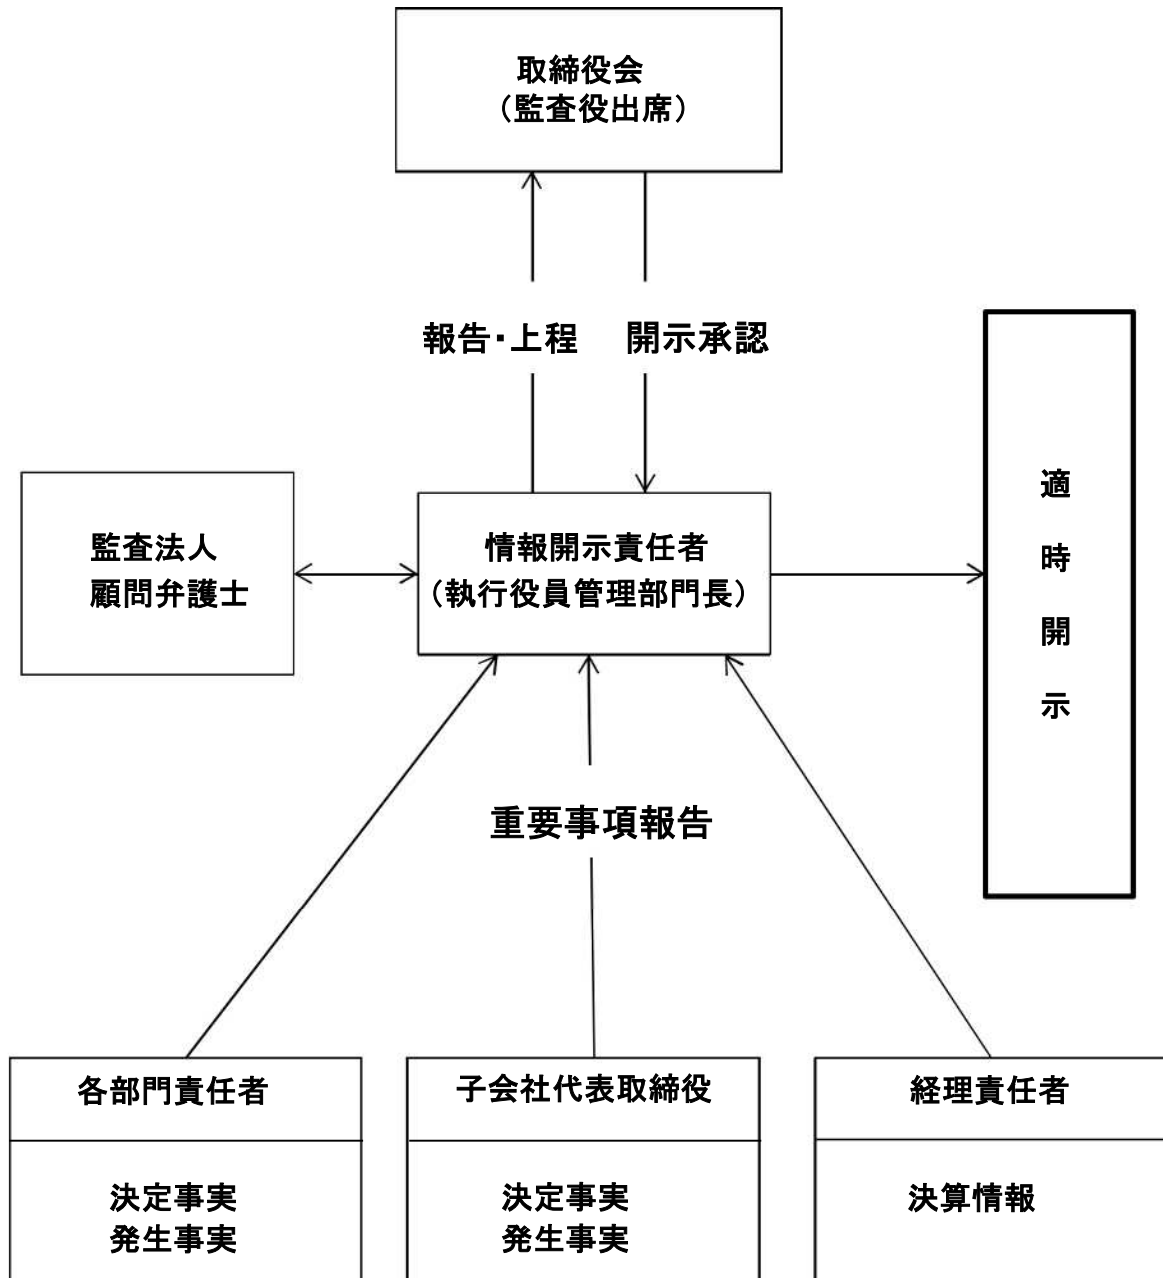 取締役会
（監査役出席）
報告・上程
開示承認
監査法人
顧問弁護士
情報開示責任者
（執行役員管理部門長）
適時開示
重要事項報告
各部門責任者
決定事実
発生事実
子会社代表取締役
決定事実
発生事実
経理責任者
決算情報